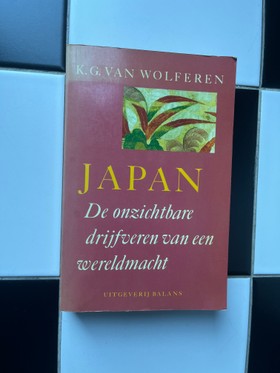 K.G. VAN WOLFEREN
JAPAN
De onzichtbare
drijfveren van een
wereldmacht
UITGEVERIJ BALANS